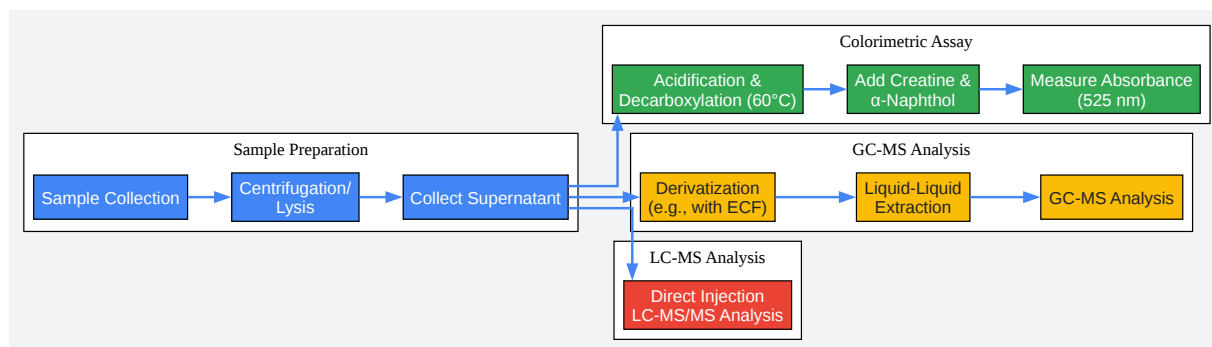 Colorimetric Assay
Acidification &
Decarboxylation (60°C)
Add Creatine &
α-Naphthol
Measure Absorbance
(525 nm)
Sample Preparation
Sample Collection
Centrifugation/
Lysis
Collect Supernatant
GC-MS Analysis
Derivatization
(e.g., with ECF)
Liquid-Liquid
Extraction
GC-MS Analysis
LC-MS Analysis
Direct Injection
LC-MS/MS Analysis